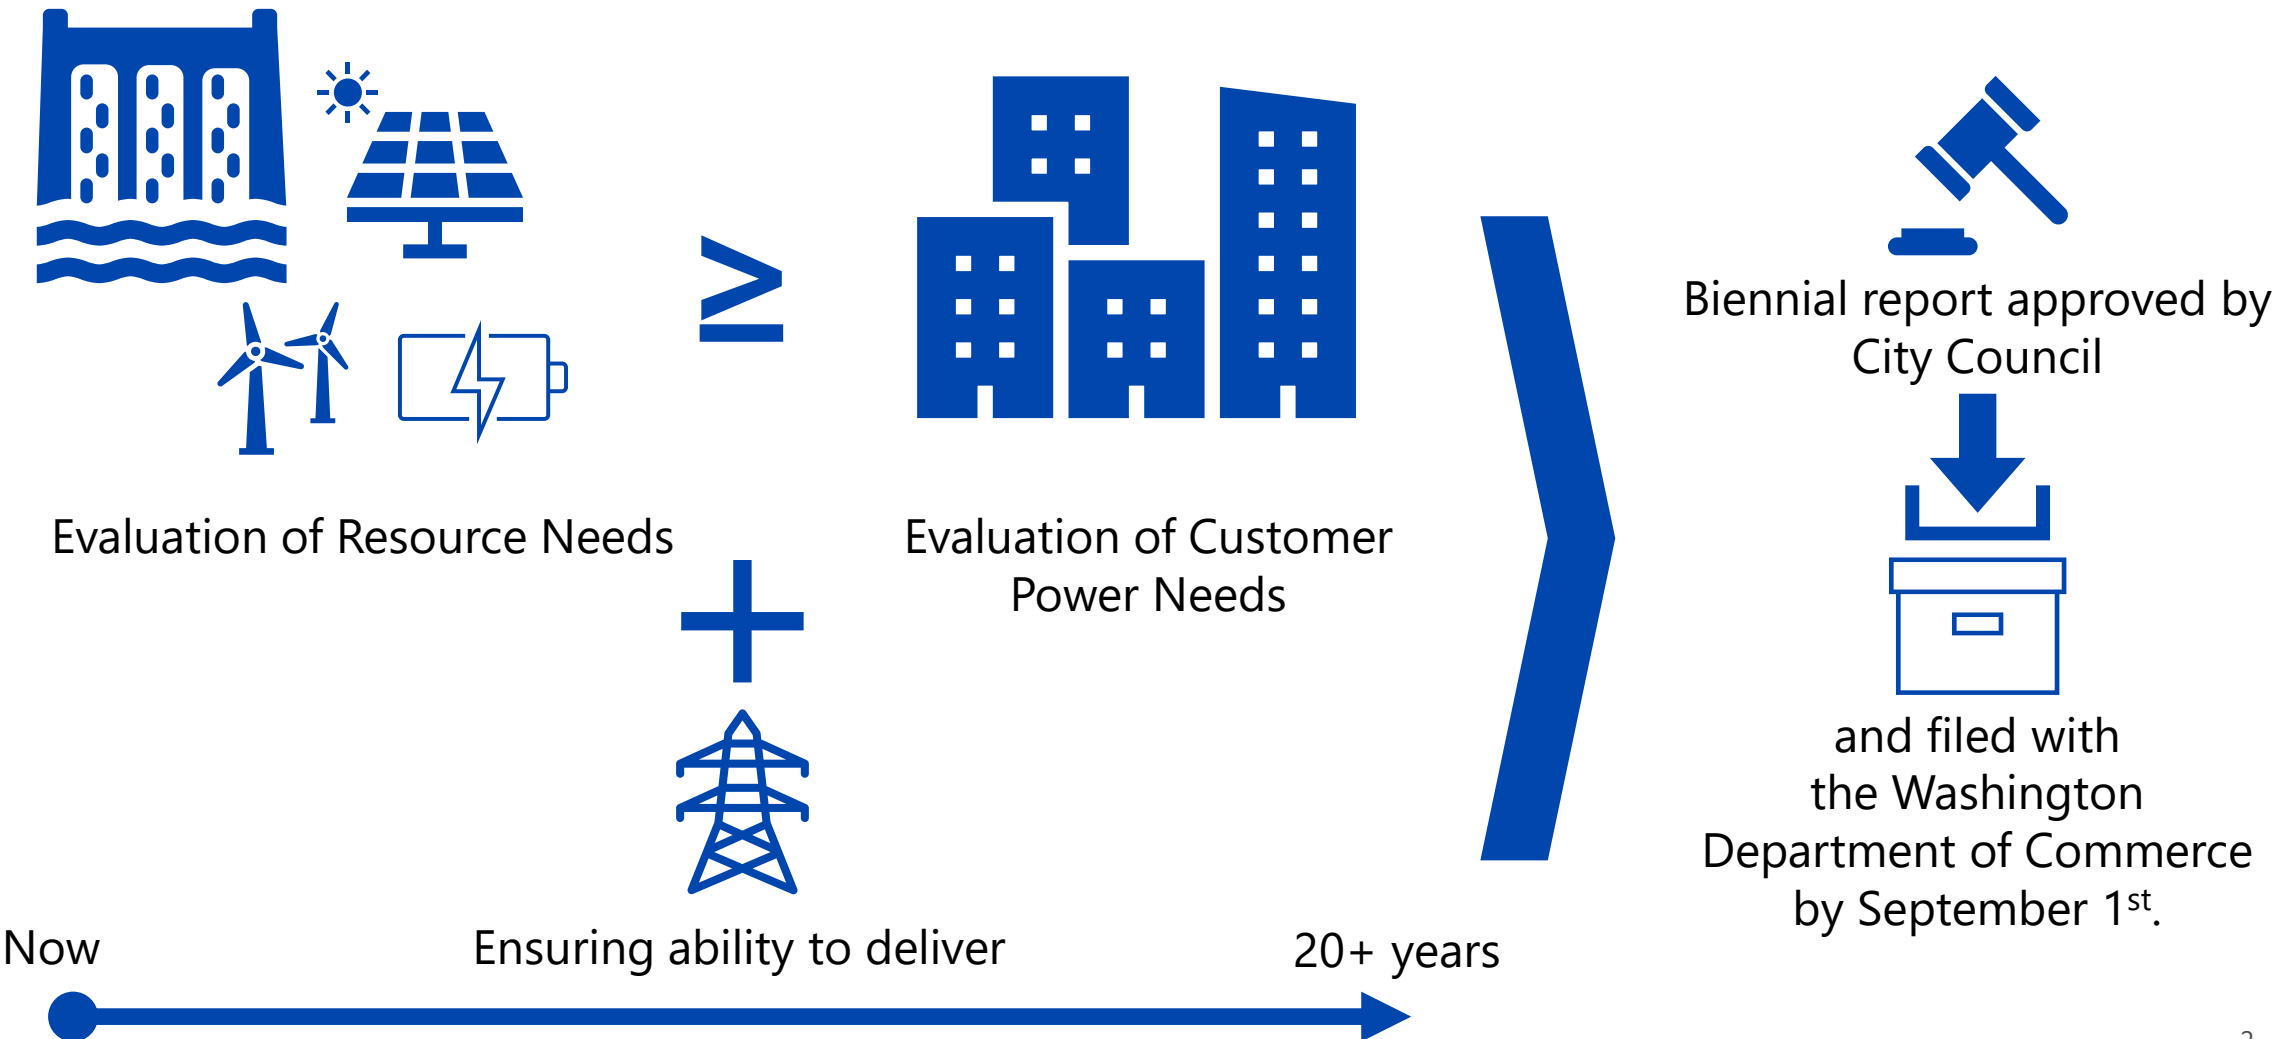 Evaluation of Resource Needs
≥
Evaluation of Customer
Power Needs
+
Ensuring ability to deliver
Now
20+ years
Biennial report approved by
City Council
and filed with
the Washington
Department of Commerce
by September 1st.